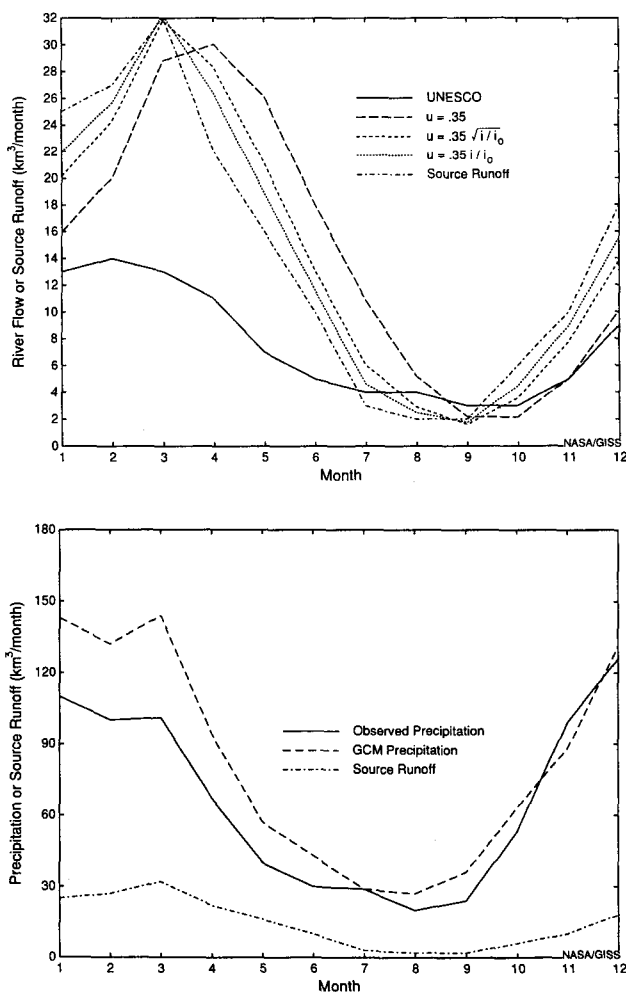 River Flow or Source Runoff (km³/month)
32
30
28
26
24
22
20
18
16
14
12
10
8
6
4
2
0
UNESCO
u = .35
u = .35 √i/i₀
u = .35 i/i₀
Source Runoff
NASA/GISS
1 2 3 4 5 6 7 8 9 10 11 12
Month
Precipitation or Source Runoff (km³/month)
180
150
120
90
60
30
0
Observed Precipitation
GCM Precipitation
Source Runoff
NASA/GISS
1 2 3 4 5 6 7 8 9 10 11 12
Month